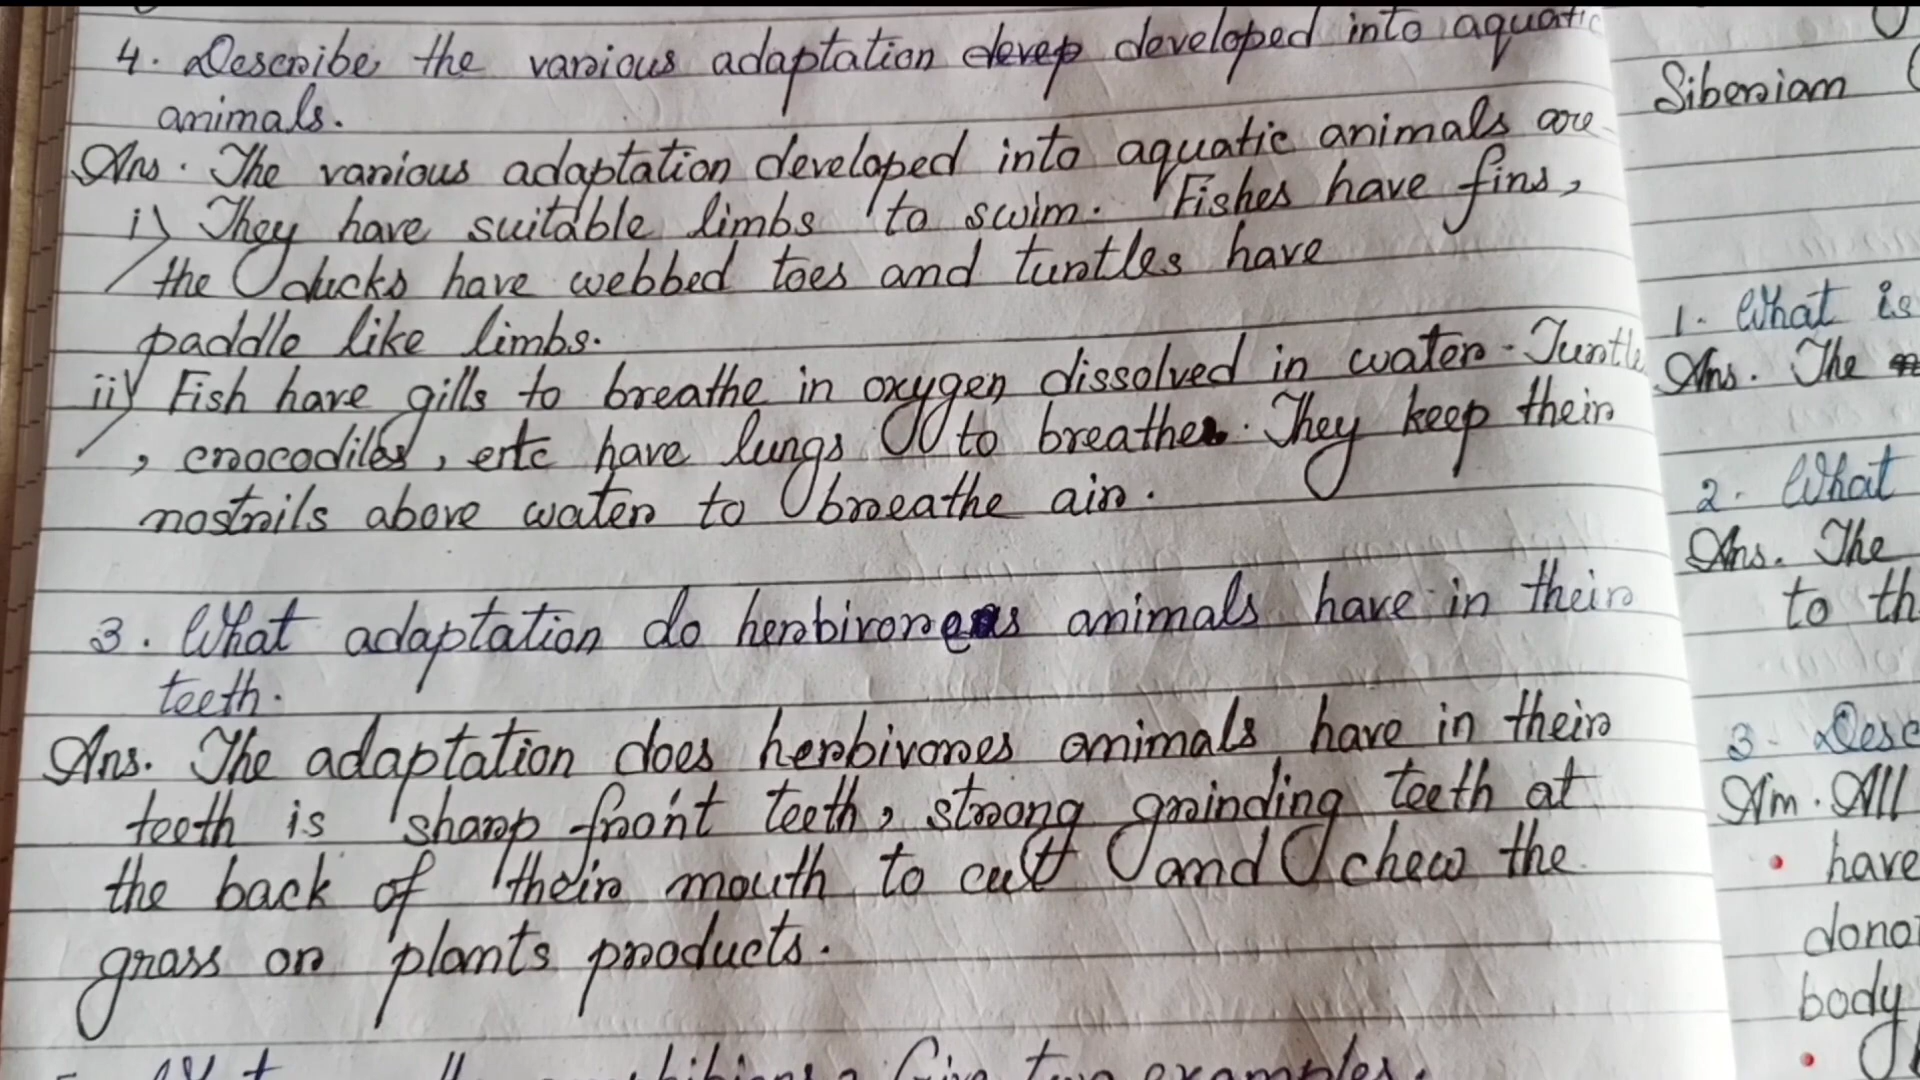 4. Describe the various adaptation developed into aquatic
animals.
Ans. The various adaptation developed into aquatic animals are
i) They have suitable limbs to swim. Fishes have fins,
the ducks have webbed toes and turtles have
paddle like limbs.
ii) Fish have gills to breathe in oxygen dissolved in water. Turtle
, crocodiles, etc have lungs to breathe. They keep their
nostrils above water to breathe air.
3. What adaptation do herbivores animals have in their
teeth.
Ans. The adaptation does herbivores animals have in their
teeth is sharp front teeth, strong grinding teeth at
the back of their mouth to cut and chew the
grass or plants products.
Give two examples.
Siberiam
1. What is
Ans. The
2. What
Ans. The
to th
3. Desc
Am. All
• have
dono
body
•